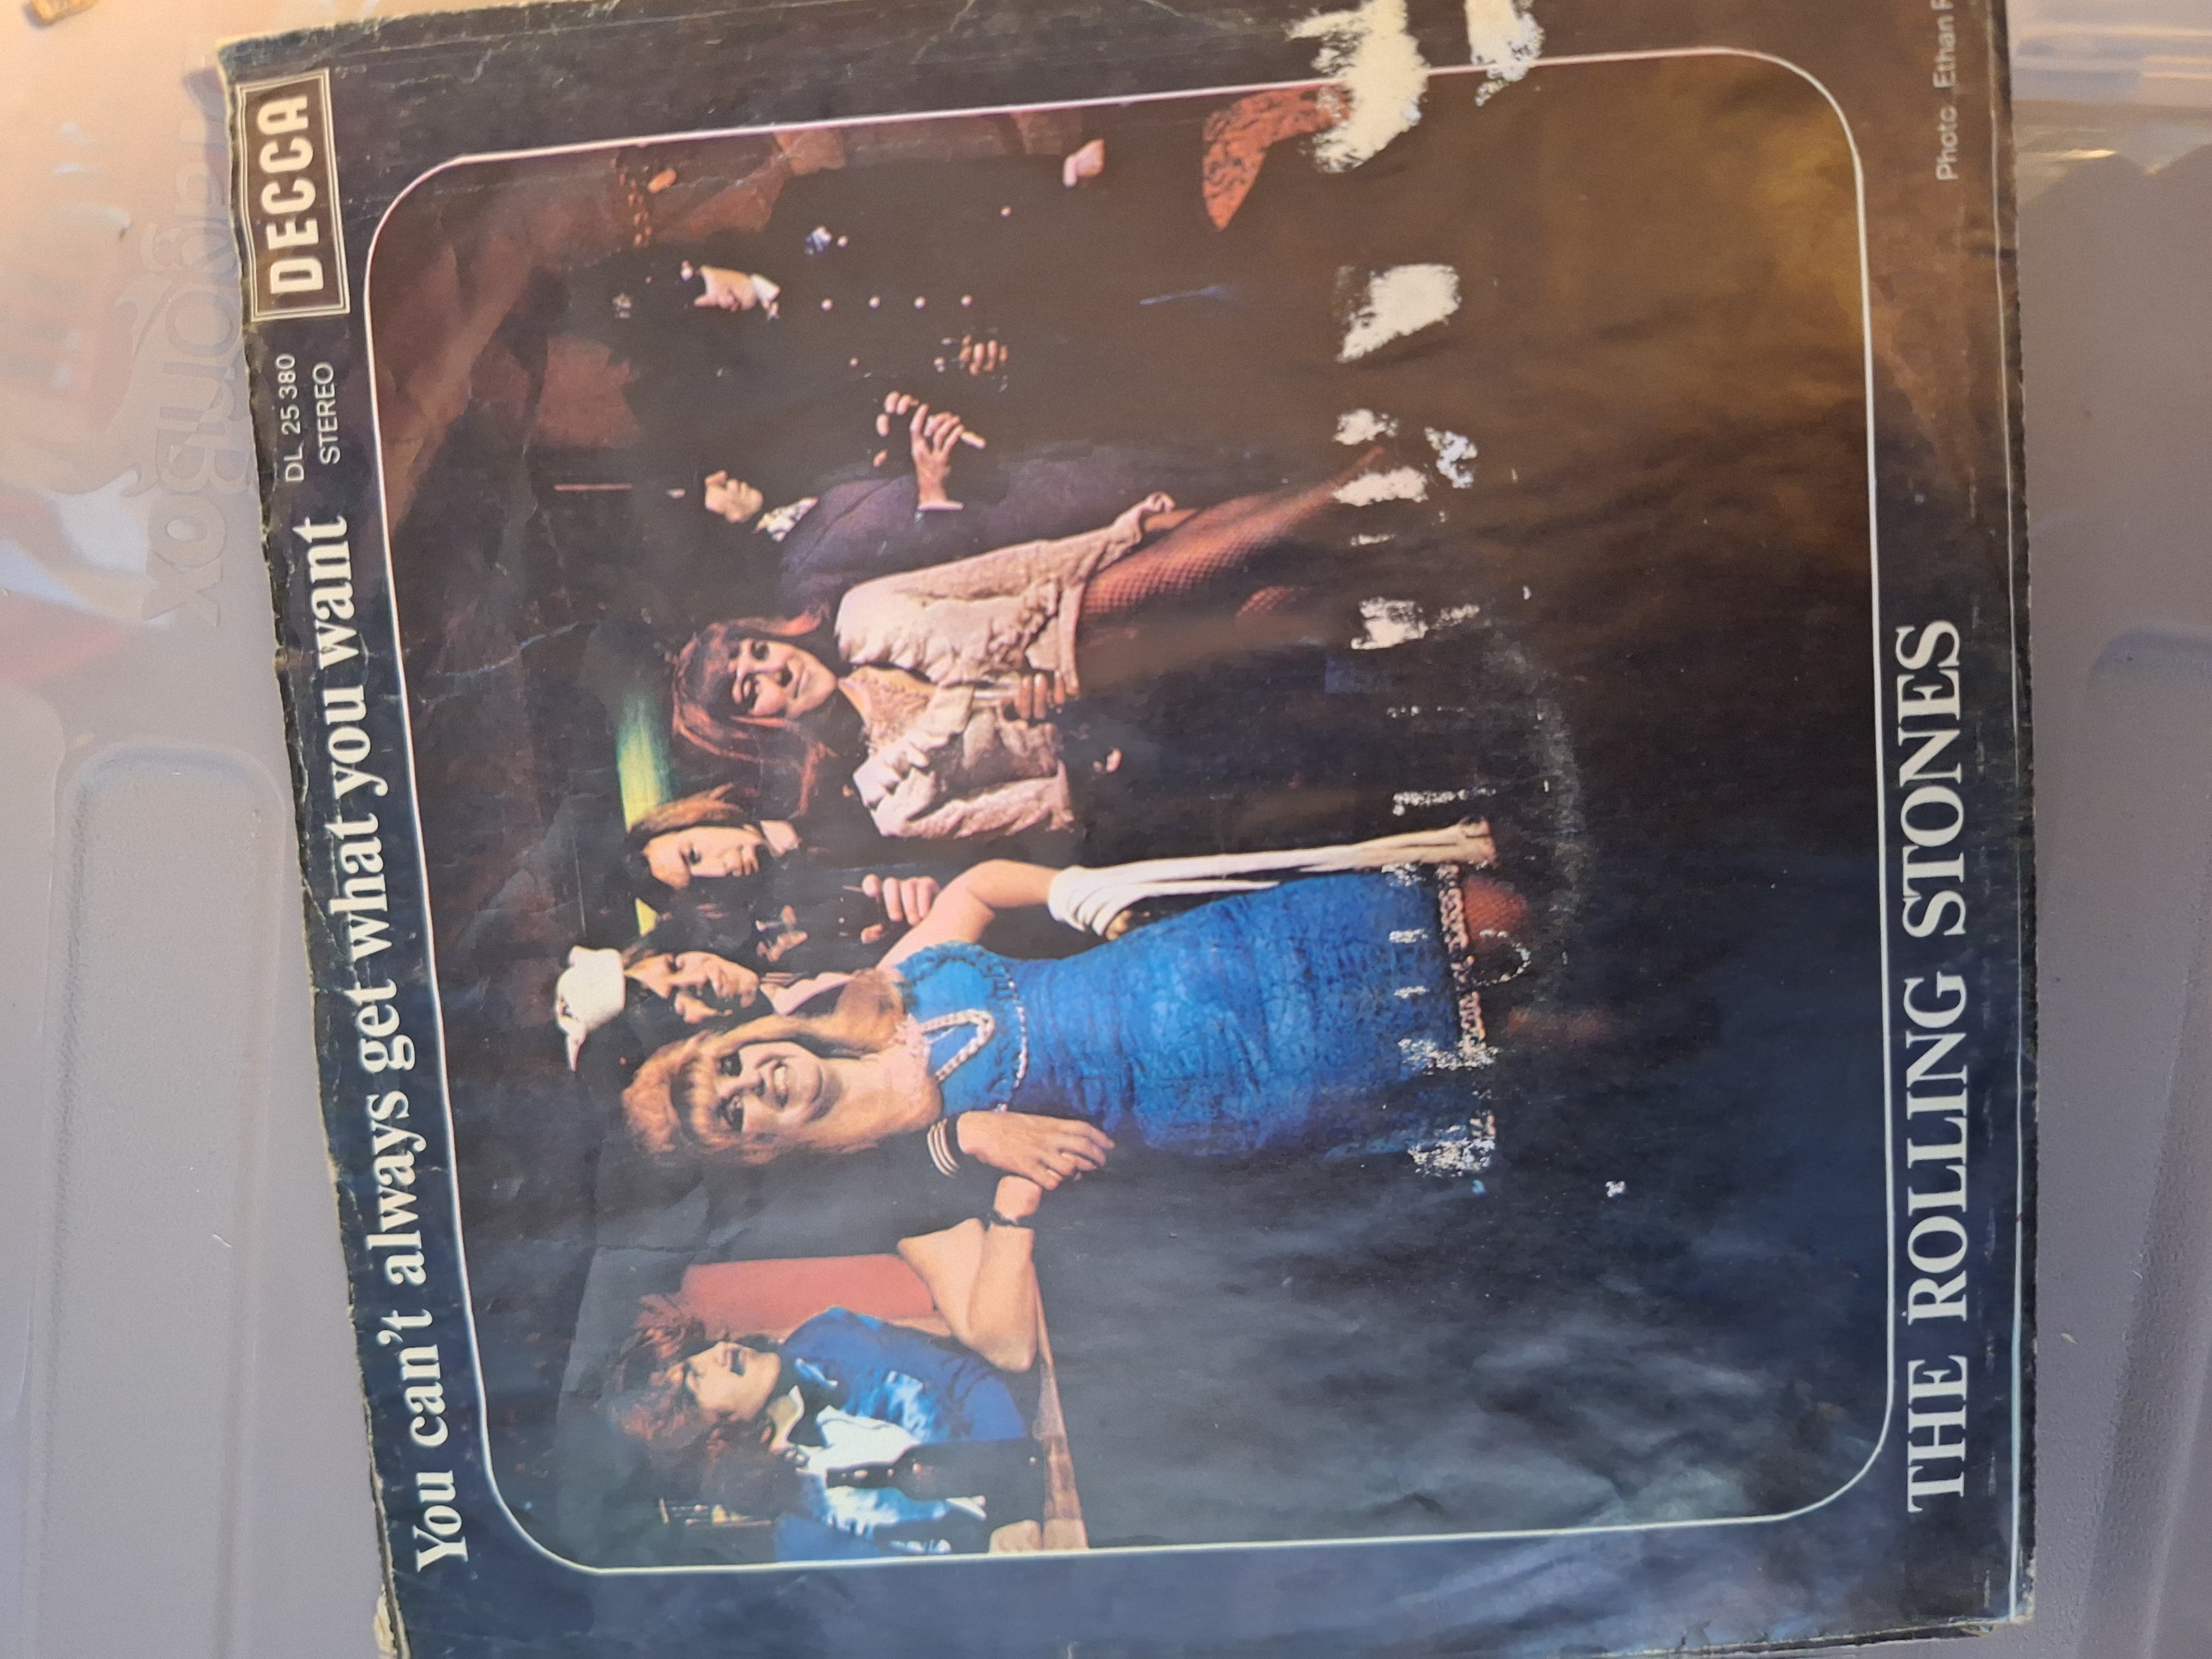 You can't always get what you want
DL 25 380
STEREO
DECCA
THE ROLLING STONES
Photo Ethan